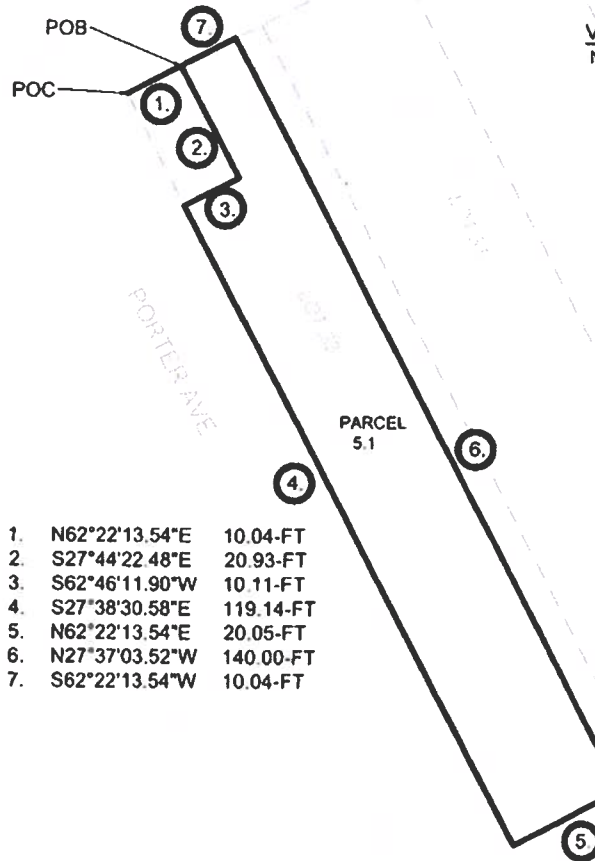 7.
POB
POC
1.
2.
3.
PORTER AVE
PARCEL
5.1
6.
4.
1. N62°22'13.54"E 10.04-FT
2. S27°44'22.48"E 20.93-FT
3. S62°46'11.90"W 10.11-FT
4. S27°38'30.58"E 119.14-FT
5. N62°22'13.54"E 20.05-FT
6. N27°37'03.52"W 140.00-FT
7. S62°22'13.54"W 10.04-FT
5.